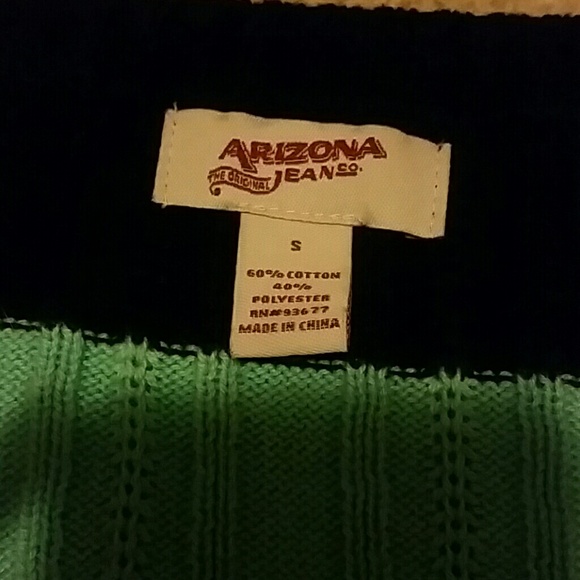 ARIZONA
THE ORIGINAL JEAN CO.
S
60% COTTON
40%
POLYESTER
RN#93677
MADE IN CHINA